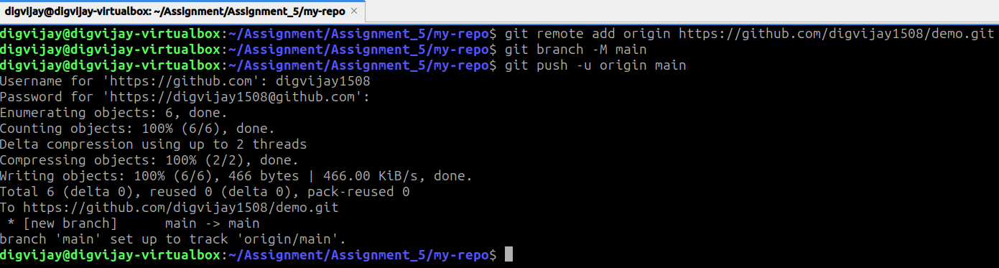 digvijay@digvijay-virtualbox: ~/Assignment/Assignment_5/my-repo ×
digvijay@digvijay-virtualbox:~/Assignment/Assignment_5/my-repo$ git remote add origin https://github.com/digvijay1508/demo.git
digvijay@digvijay-virtualbox:~/Assignment/Assignment_5/my-repo$ git branch -M main
digvijay@digvijay-virtualbox:~/Assignment/Assignment_5/my-repo$ git push -u origin main
Username for 'https://github.com': digvijay1508
Password for 'https://digvijay1508@github.com':
Enumerating objects: 6, done.
Counting objects: 100% (6/6), done.
Delta compression using up to 2 threads
Compressing objects: 100% (2/2), done.
Writing objects: 100% (6/6), 466 bytes | 466.00 KiB/s, done.
Total 6 (delta 0), reused 0 (delta 0), pack-reused 0
To https://github.com/digvijay1508/demo.git
 * [new branch]      main -> main
branch 'main' set up to track 'origin/main'.
digvijay@digvijay-virtualbox:~/Assignment/Assignment_5/my-repo$